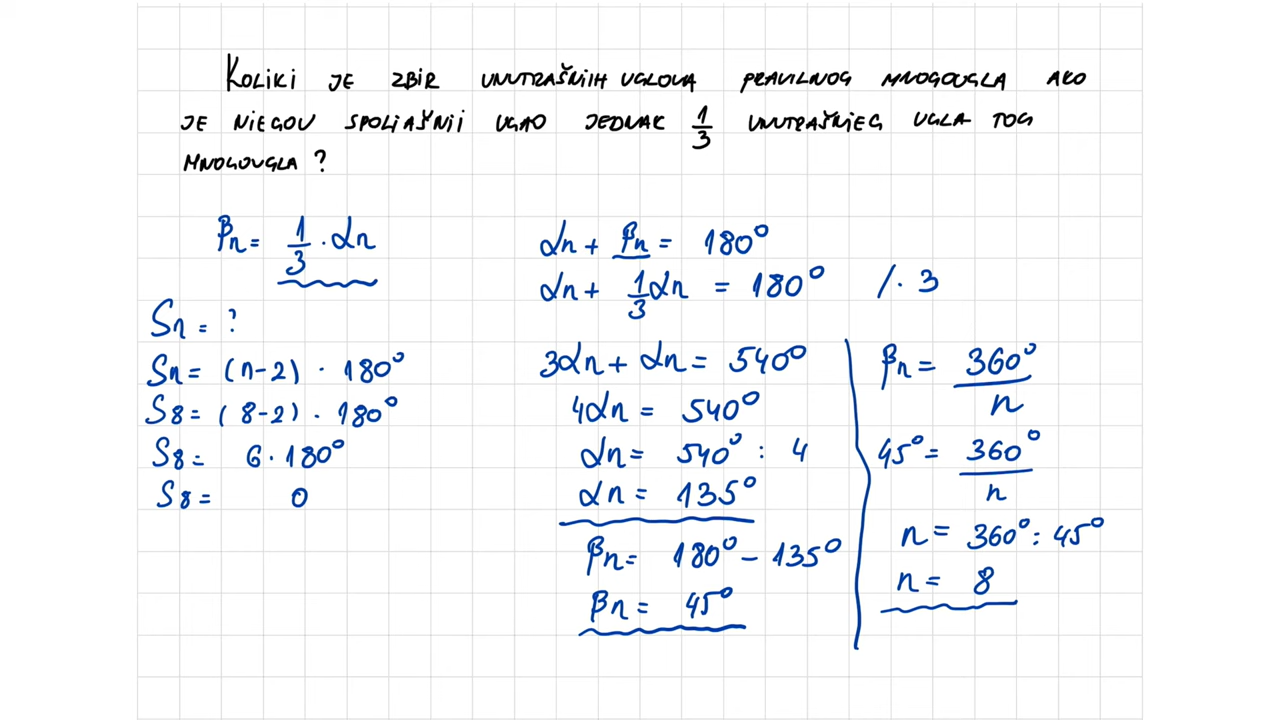 KOLIKI JE ZBIR UNUTRAŠNJIH UGLOVA PRAVILNOG MNOGOUGLA AKO
JE NJEGOV SPOLJAŠNJI UGAO JEDNAK 1/3 UNUTRAŠNJEG UGLA TOG
MNOGOUGLA?
βn = 1/3 · αn
Sn = ?
Sn = (n-2) · 180°
S8 = (8-2) · 180°
S8 = 6 · 180°
S8 = 0
αn + βn = 180°
αn + 1/3 αn = 180° / · 3
3αn + αn = 540°
4αn = 540°
αn = 540° : 4
αn = 135°
βn = 180° - 135°
βn = 45°
βn = 360°/n
45° = 360°/n
n = 360° : 45°
n = 8